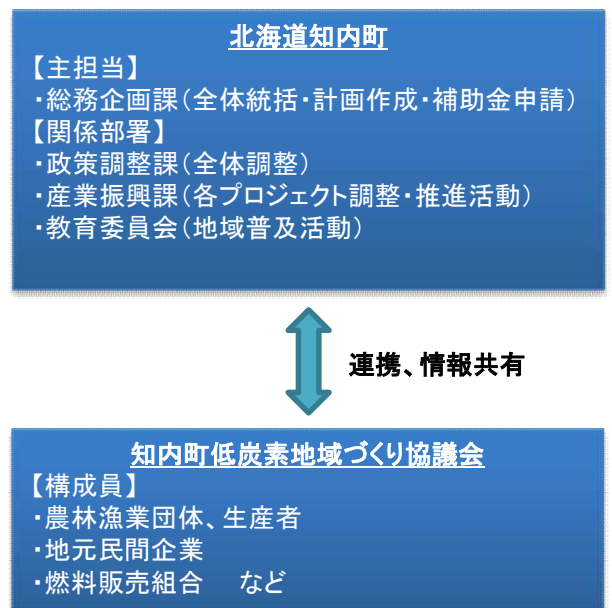 北海道知内町
【主担当】
・総務企画課(全体統括・計画作成・補助金申請)
【関係部署】
・政策調整課(全体調整)
・産業振興課(各プロジェクト調整・推進活動)
・教育委員会(地域普及活動)
連携、情報共有
知内町低炭素地域づくり協議会
【構成員】
・農林漁業団体、生産者
・地元民間企業
・燃料販売組合　など